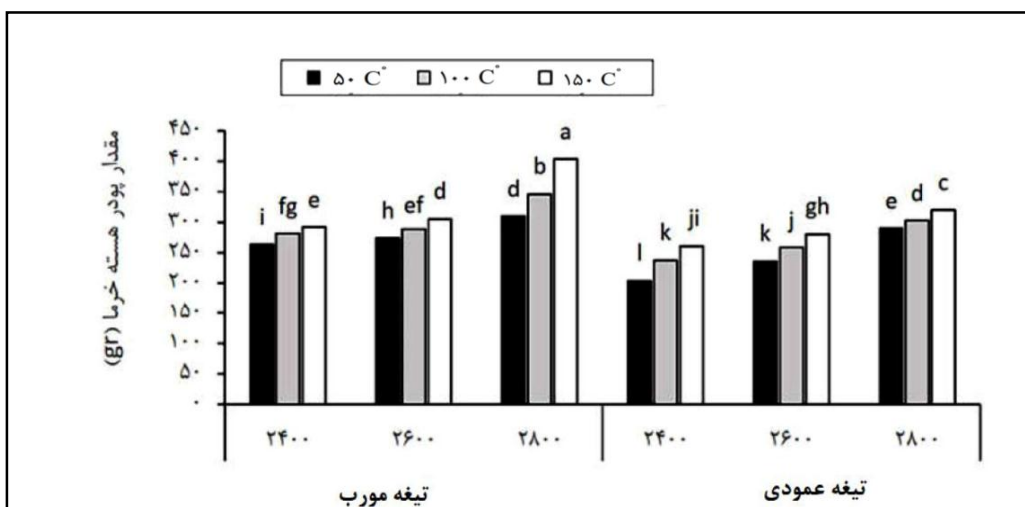 ۵۰ C° ۱۰۰ C° ۱۵۰ C°
مقدار پودر هسته خرما (gr)
۴۵۰
۴۰۰
۳۵۰
۳۰۰
۲۵۰
۲۰۰
۱۵۰
۱۰۰
۵۰
۰
i fg e h ef d d b a l k ji k j gh e d c
۲۴۰۰ ۲۶۰۰ ۲۸۰۰ ۲۴۰۰ ۲۶۰۰ ۲۸۰۰
تیغه مورب
تیغه عمودی